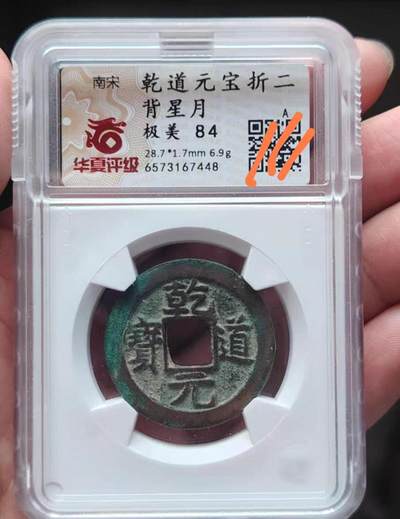 南宋 乾道元宝折二
背星月
极美 84
A
华夏评级
28.7*1.7mm 6.9g
6573167448
乾
寶 道
元